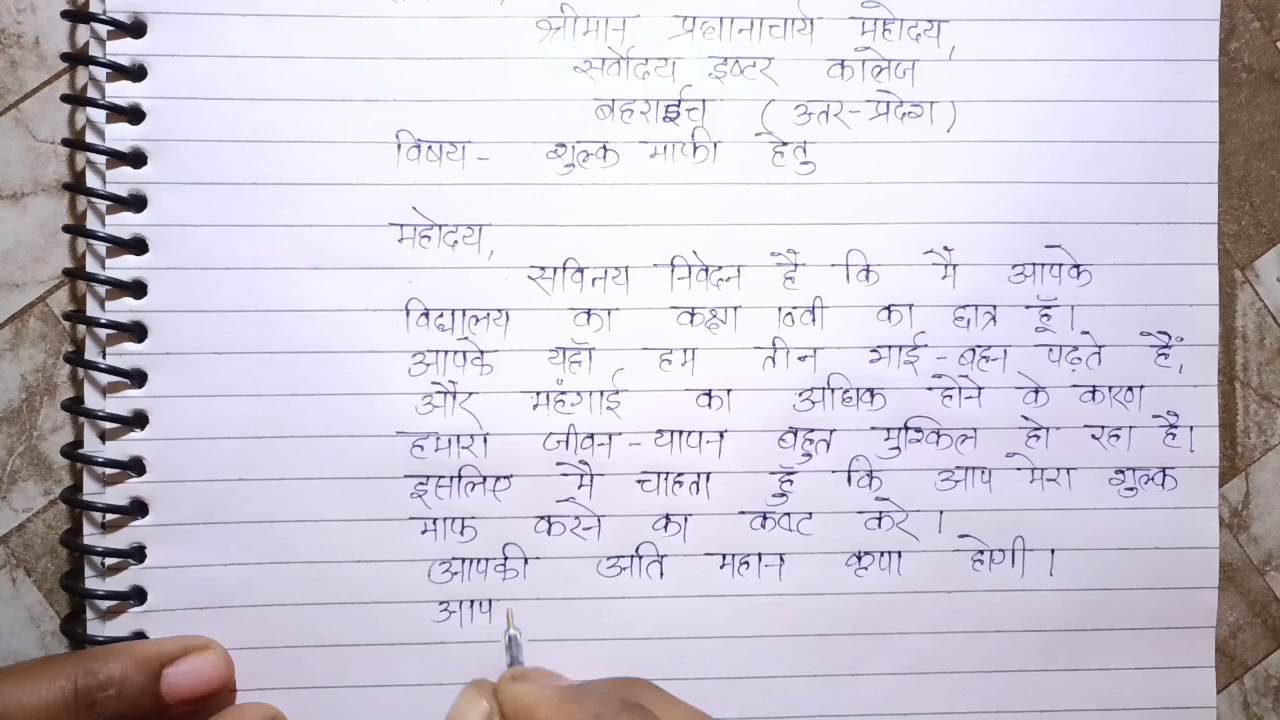 श्रीमान प्रधानाचार्य महोदय,
सर्वोदय इण्टर कालेज
बहराईच (उत्तर-प्रदेश)
विषय- शुल्क माफी हेतु
महोदय,
सविनय निवेदन है कि मैं आपके
विद्यालय का कक्षा 10वी का छात्र हूँ।
आपके यहाँ हम तीन भाई-बहन पढ़ते हैं,
और महंगाई का अधिक होने के कारण
हमारा जीवन-यापन बहुत मुश्किल हो रहा है।
इसलिए मै चाहता हुँ कि आप मेरा शुल्क
माफ करने का कष्ट करे।
आपकी अति महान कृपा होगी।
आप